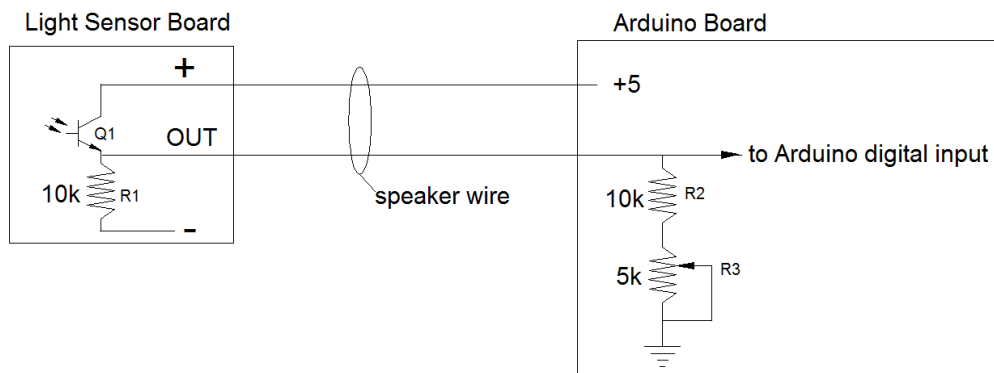 Light Sensor Board
Arduino Board
+
+5
Q1
OUT
to Arduino digital input
10k
R1
speaker wire
10k
R2
-
5k
R3